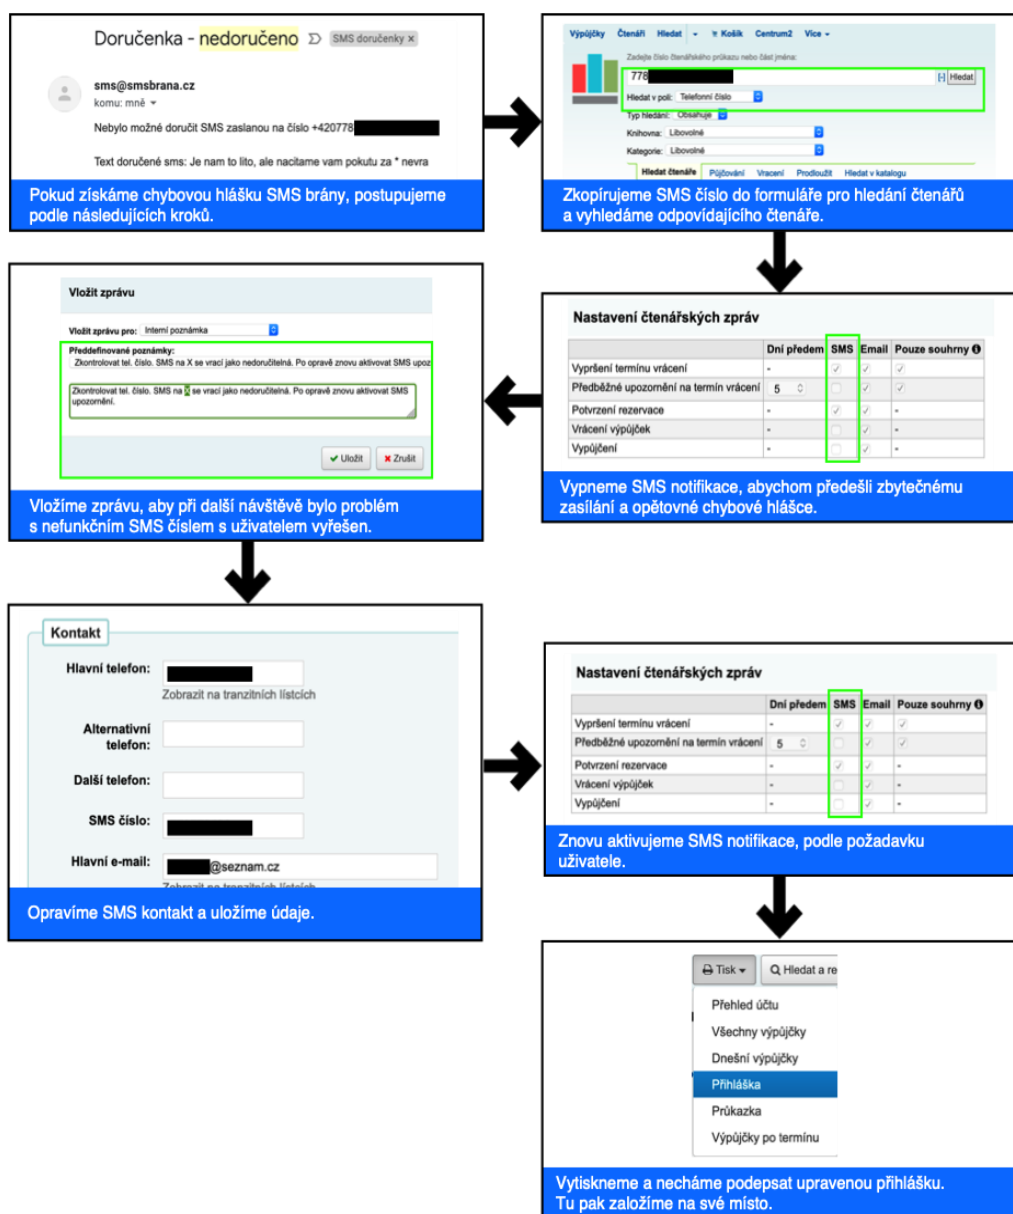 Doručenka - nedoručeno SMS doručenky ×
sms@smsbrana.cz
komu: mně
Nebylo možné doručit SMS zaslanou na číslo +420778
Text doručené sms: Je nam to lito, ale nacitame vam pokutu za * nevra
Pokud získáme chybovou hlášku SMS brány, postupujeme
podle následujících kroků.
Výpůjčky Čtenáři Hledat Košík Centrum2 Více
Zadejte číslo čtenářského průkazu nebo část jména:
778 [-] Hledat
Hledat v poli: Telefonní číslo
Typ hledání: Obsahuje
Knihovna: Libovolné
Kategorie: Libovolné
Hledat čtenáře Půjčování Vracení Prodloužit Hledat v katalogu
Zkopírujeme SMS číslo do formuláře pro hledání čtenářů
a vyhledáme odpovídajícího čtenáře.
Nastavení čtenářských zpráv
Dní předem SMS Email Pouze souhrny
Vypršení termínu vrácení -
Předběžné upozornění na termín vrácení 5
Potvrzení rezervace - -
Vrácení výpůjček - -
Vypůjčení - -
Vypneme SMS notifikace, abychom předešli zbytečnému
zasílání a opětovné chybové hlášce.
Vložit zprávu
Vložit zprávu pro: Interní poznámka
Předdefinované poznámky:
Zkontrolovat tel. číslo. SMS na X se vrací jako nedoručitelná. Po opravě znovu aktivovat SMS upoz
Zkontrolovat tel. číslo. SMS na X se vrací jako nedoručitelná. Po opravě znovu aktivovat SMS
upozornění.
Uložit Zrušit
Vložíme zprávu, aby při další návštěvě bylo problém
s nefunkčním SMS číslem s uživatelem vyřešen.
Kontakt
Hlavní telefon:
Zobrazit na tranzitních lístcích
Alternativní
telefon:
Další telefon:
SMS číslo:
Hlavní e-mail: @seznam.cz
Zobrazit na tranzitních lístcích
Opravíme SMS kontakt a uložíme údaje.
Nastavení čtenářských zpráv
Dní předem SMS Email Pouze souhrny
Vypršení termínu vrácení -
Předběžné upozornění na termín vrácení 5
Potvrzení rezervace - -
Vrácení výpůjček - -
Vypůjčení - -
Znovu aktivujeme SMS notifikace, podle požadavku
uživatele.
Tisk Hledat a re
Přehled účtu
Všechny výpůjčky
Dnešní výpůjčky
Přihláška
Průkazka
Výpůjčky po termínu
Vytiskneme a necháme podepsat upravenou přihlášku.
Tu pak založíme na své místo.